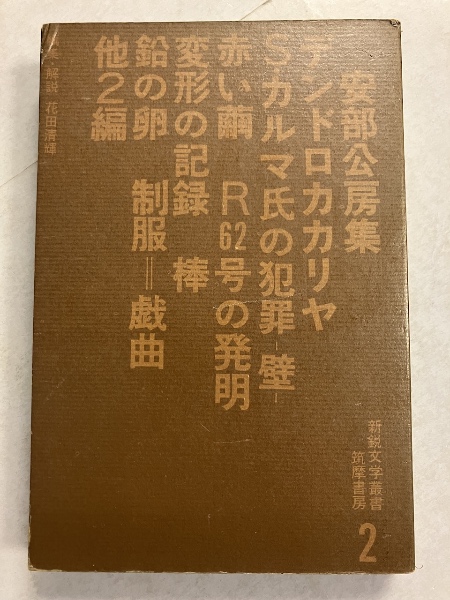 安部公房集
デンドロカカリヤ
Sカルマ氏の犯罪-壁-
赤い繭 R62号の発明
変形の記録 棒
鉛の卵 制服=戯曲
他2編
解説 花田清輝
新鋭文学叢書
筑摩書房
2